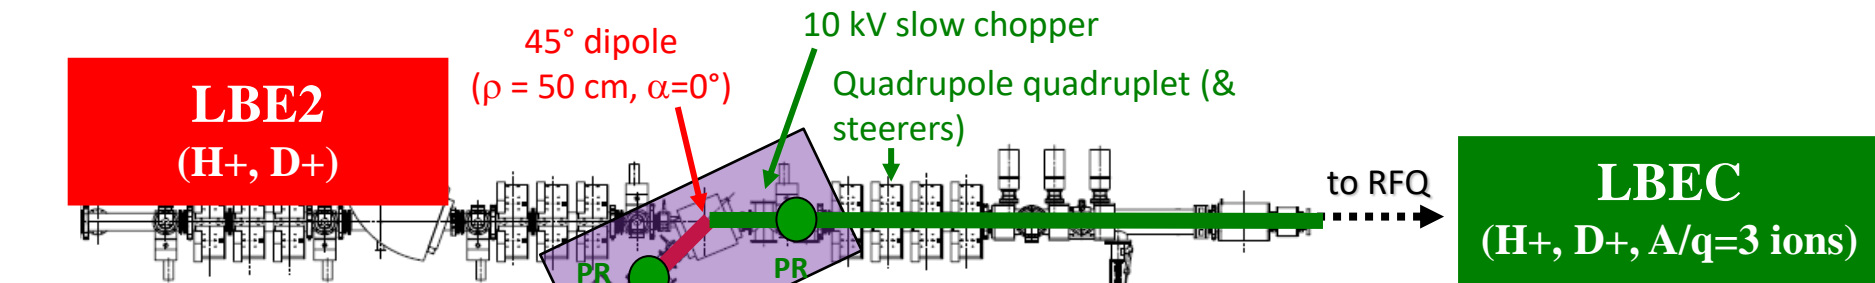 10 kV slow chopper
45° dipole
(ρ = 50 cm, α=0°)
Quadrupole quadruplet (&
steerers)
LBE2
(H+, D+)
to RFQ
LBEC
(H+, D+, A/q=3 ions)
PR
PR